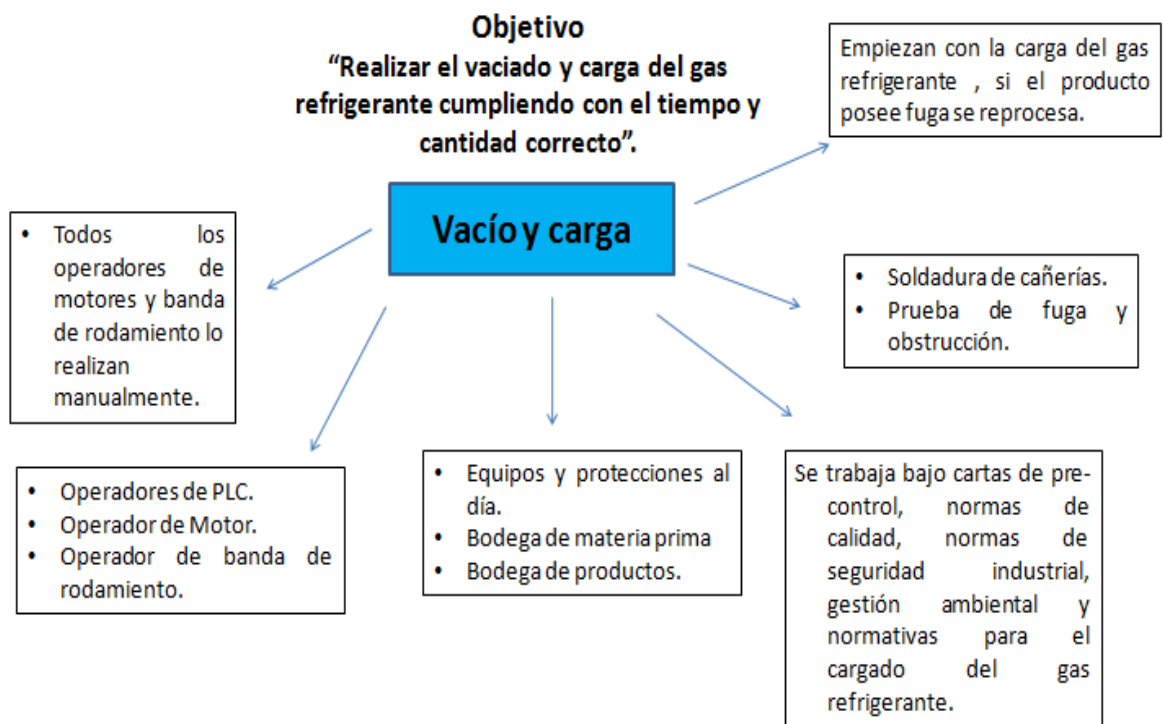 Objetivo
“Realizar el vaciado y carga del gas
refrigerante cumpliendo con el tiempo y
cantidad correcto”.
Empiezan con la carga del gas
refrigerante , si el producto
posee fuga se reprocesa.
Vacío y carga
• Todos los
operadores de
motores y banda
de rodamiento lo
realizan
manualmente.
• Soldadura de cañerías.
• Prueba de fuga y
obstrucción.
• Operadores de PLC.
• Operador de Motor.
• Operador de banda de
rodamiento.
• Equipos y protecciones al
día.
• Bodega de materia prima
• Bodega de productos.
Se trabaja bajo cartas de pre-
control, normas de
calidad, normas de
seguridad industrial,
gestión ambiental y
normativas para el
cargado del gas
refrigerante.